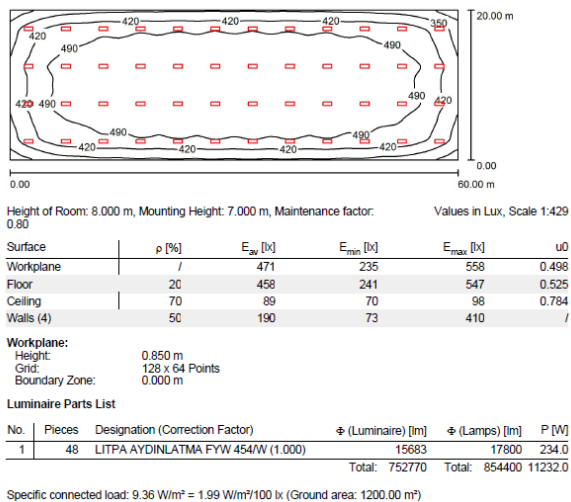 20.00 m
420 420 420 350
420
490 490
490
420 490 490 420
490 490
420 420 420 420
0.00
0.00 60.00 m
Height of Room: 8.000 m, Mounting Height: 7.000 m, Maintenance factor: 0.80 Values in Lux, Scale 1:429
Surface ρ [%] Eav [lx] Emin [lx] Emax [lx] u0
Workplane / 471 235 558 0.498
Floor 20 458 241 547 0.525
Ceiling 70 89 70 98 0.784
Walls (4) 50 190 73 410 /
Workplane:
Height: 0.850 m
Grid: 128 x 64 Points
Boundary Zone: 0.000 m
Luminaire Parts List
No. Pieces Designation (Correction Factor) Φ (Luminaire) [lm] Φ (Lamps) [lm] P [W]
1 48 LITPA AYDINLATMA FYW 454/W (1.000) 15683 17800 234.0
Total: 752770 Total: 854400 11232.0
Specific connected load: 9.36 W/m² = 1.99 W/m²/100 lx (Ground area: 1200.00 m²)